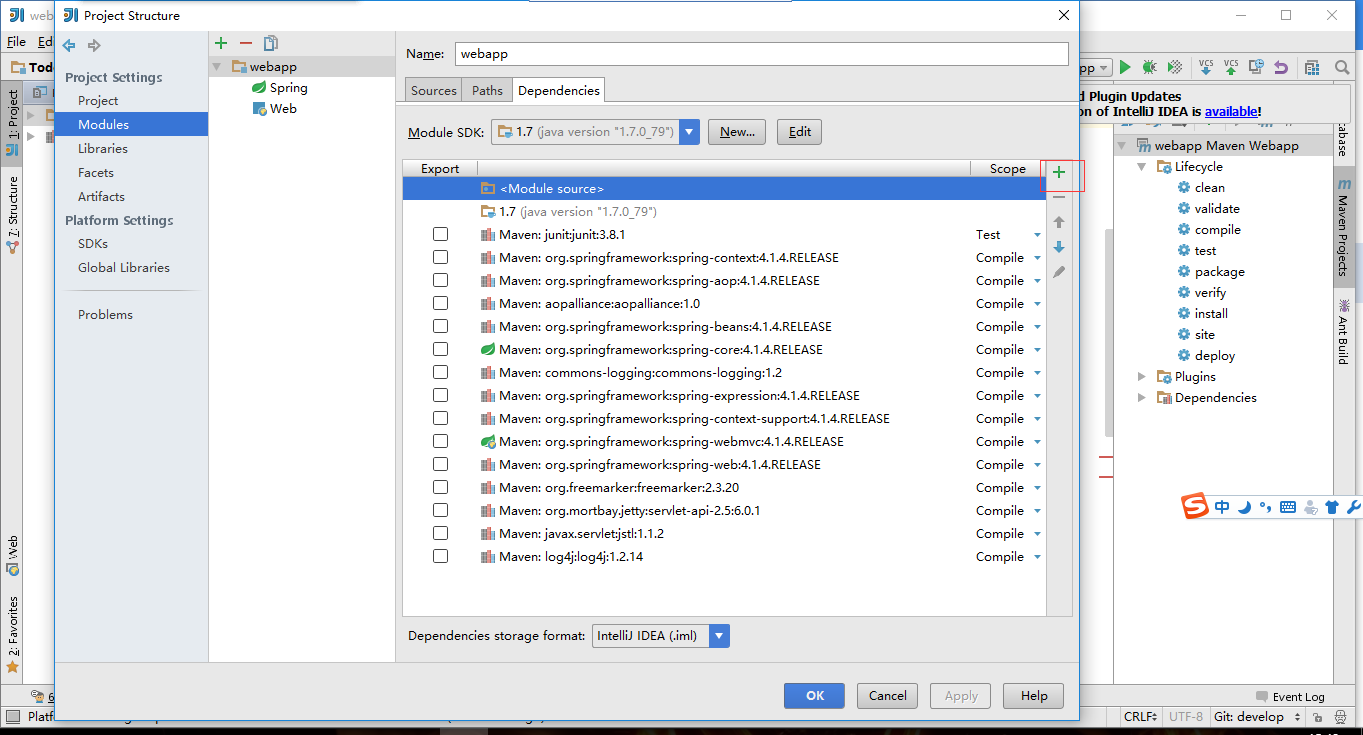 web
Project Structure
File Ed
Tod
1: Project
7: Structure
Web
2: Favorites
Project Settings
Project
Modules
Libraries
Facets
Artifacts
Platform Settings
SDKs
Global Libraries
Problems
webapp
Spring
Web
Name: webapp
Sources Paths Dependencies
Module SDK: 1.7 (java version "1.7.0_79") New... Edit
Export Scope
<Module source>
1.7 (java version "1.7.0_79")
Maven: junit:junit:3.8.1 Test
Maven: org.springframework:spring-context:4.1.4.RELEASE Compile
Maven: org.springframework:spring-aop:4.1.4.RELEASE Compile
Maven: aopalliance:aopalliance:1.0 Compile
Maven: org.springframework:spring-beans:4.1.4.RELEASE Compile
Maven: org.springframework:spring-core:4.1.4.RELEASE Compile
Maven: commons-logging:commons-logging:1.2 Compile
Maven: org.springframework:spring-expression:4.1.4.RELEASE Compile
Maven: org.springframework:spring-context-support:4.1.4.RELEASE Compile
Maven: org.springframework:spring-webmvc:4.1.4.RELEASE Compile
Maven: org.springframework:spring-web:4.1.4.RELEASE Compile
Maven: org.freemarker:freemarker:2.3.20 Compile
Maven: org.mortbay.jetty:servlet-api-2.5:6.0.1 Compile
Maven: javax.servlet:jstl:1.1.2 Compile
Maven: log4j:log4j:1.2.14 Compile
Dependencies storage format: IntelliJ IDEA (.iml)
OK Cancel Apply Help
pp VCS VCS
d Plugin Updates
on of IntelliJ IDEA is available!
webapp Maven Webapp
Lifecycle
clean
validate
compile
test
package
verify
install
site
deploy
Plugins
Dependencies
abase
Maven Projects
Ant Build
中
6
Event Log
Platf
CRLF UTF-8 Git: develop